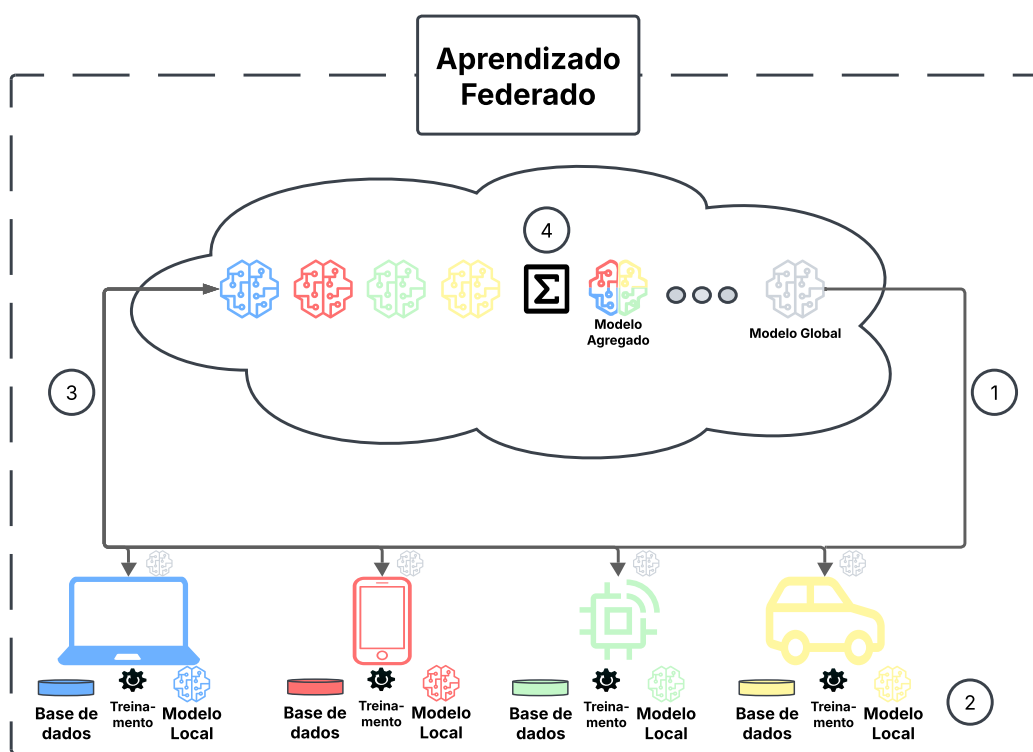 Aprendizado
Federado
4
Σ
Modelo
Agregado
Modelo Global
3
1
Base de
dados
Treina-
mento
Modelo
Local
Base de
dados
Treina-
mento
Modelo
Local
Base de
dados
Treina-
mento
Modelo
Local
Base de
dados
Treina-
mento
Modelo
Local
2